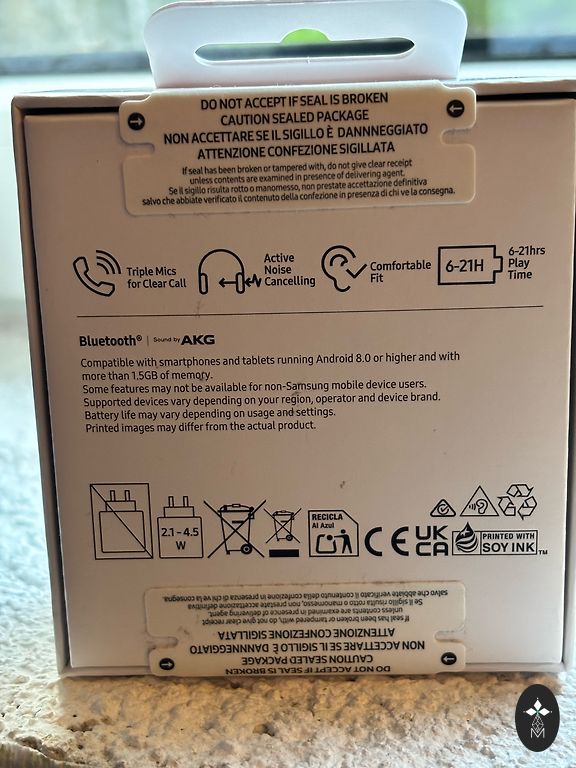 DO NOT ACCEPT IF SEAL IS BROKEN
CAUTION SEALED PACKAGE
NON ACCETTARE SE IL SIGILLO È DANNNEGGIATO
ATTENZIONE CONFEZIONE SIGILLATA
If seal has been broken or tampered with, do not give clear receipt
unless contents are examined in presence of delivering agent.
Se il sigillo risulta rotto o manomesso, non prestate accettazione definitiva
salvo che abbiate verificato il contenuto della confezione in presenza di chi ve la consegna.
Triple Mics
for Clear Call
Active
Noise
Cancelling
Comfortable
Fit
6-21H
6-21hrs
Play
Time
Bluetooth® | Sound by AKG
Compatible with smartphones and tablets running Android 8.0 or higher and with
more than 1.5GB of memory.
Some features may not be available for non-Samsung mobile device users.
Supported devices vary depending on your region, operator and device brand.
Battery life may vary depending on usage and settings.
Printed images may differ from the actual product.
2.1 - 4.5
W
RECICLA
Al Azul
CE
UK
CA
PRINTED WITH
SOY INK™
DO NOT ACCEPT IF SEAL IS BROKEN
CAUTION SEALED PACKAGE
NON ACCETTARE SE IL SIGILLO È DANNEGGIATO
ATTENZIONE CONFEZIONE SIGILLATA
If seal has been broken or tampered with, do not give clear receipt
unless contents are examined in presence of delivering agent.
Se il sigillo risulta rotto o manomesso, non prestate accettazione definitiva
salvo che abbiate verificato il contenuto della confezione in presenza di chi ve la consegna.
M